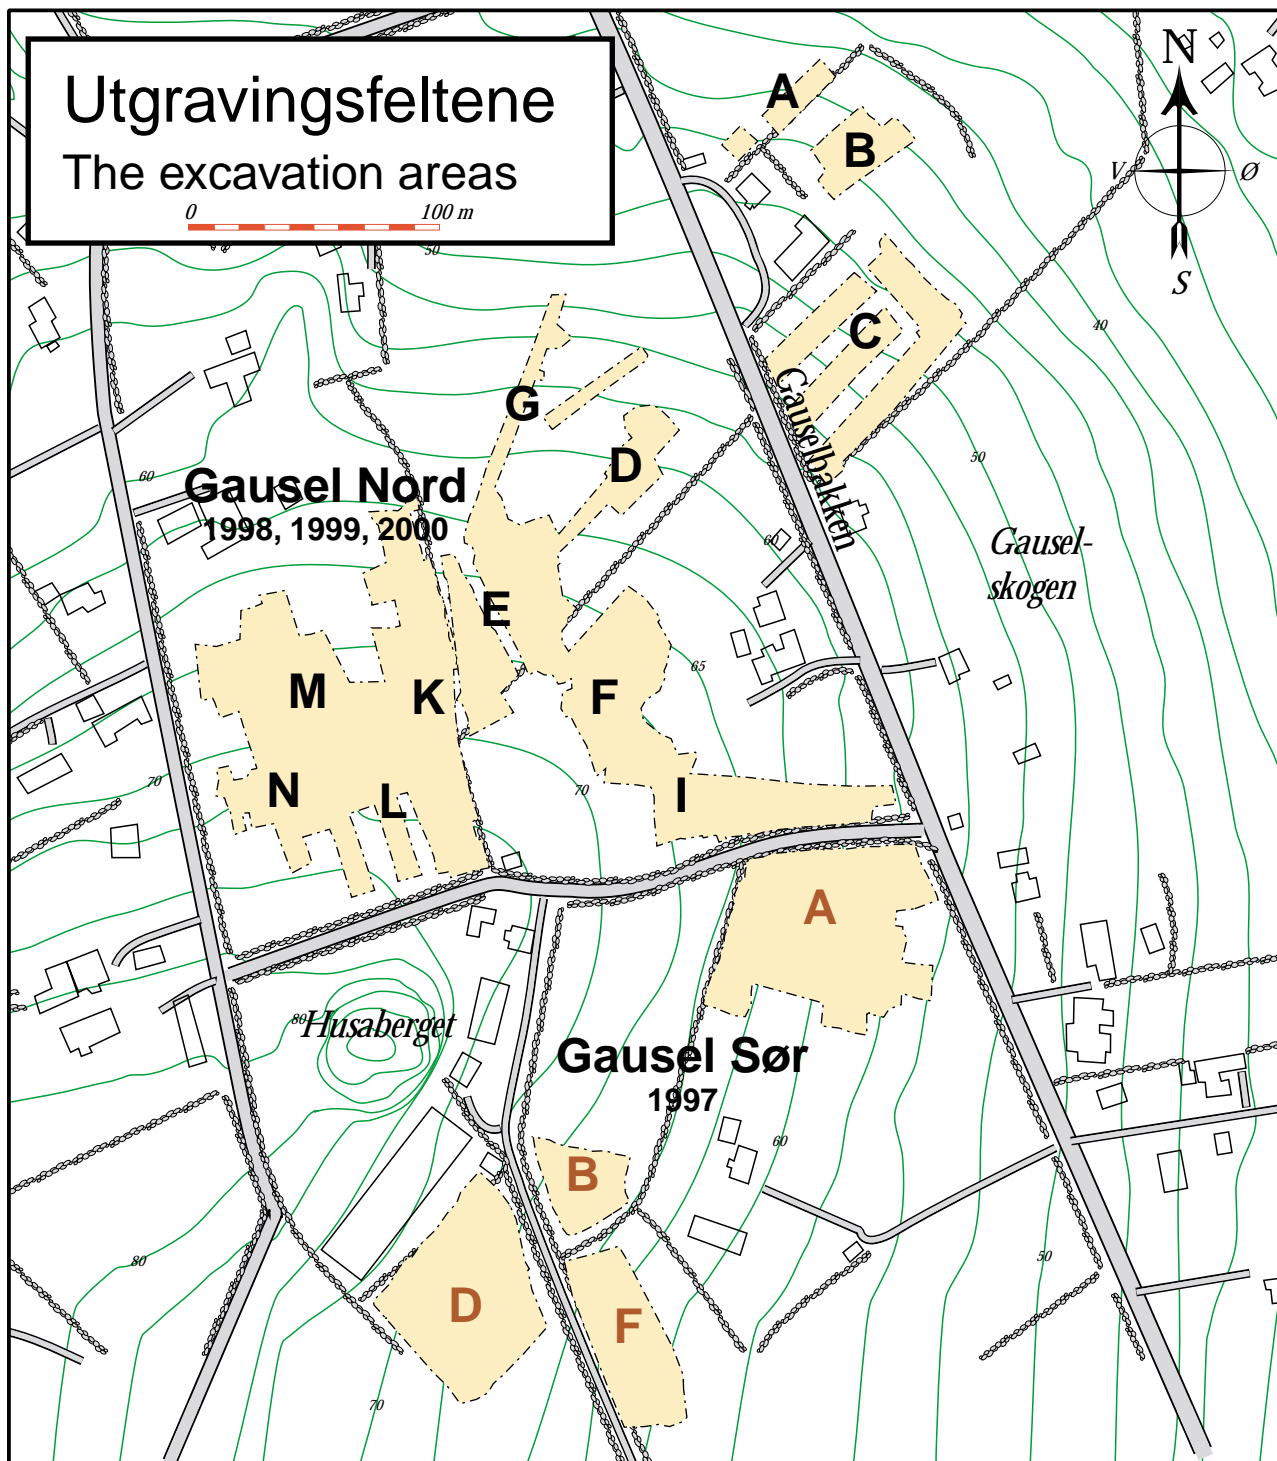 Utgravingsfeltene
The excavation areas
0 100 m
N
V Ø
S
A
B
C
50
40
G
D
Gauselbakken
60
50
Gausel Nord
1998, 1999, 2000
60
Gausel-
skogen
E
M
K
F
65
70
N
L
70
I
A
80
Husaberget
Gausel Sør
1997
60
B
80
50
D
F
70